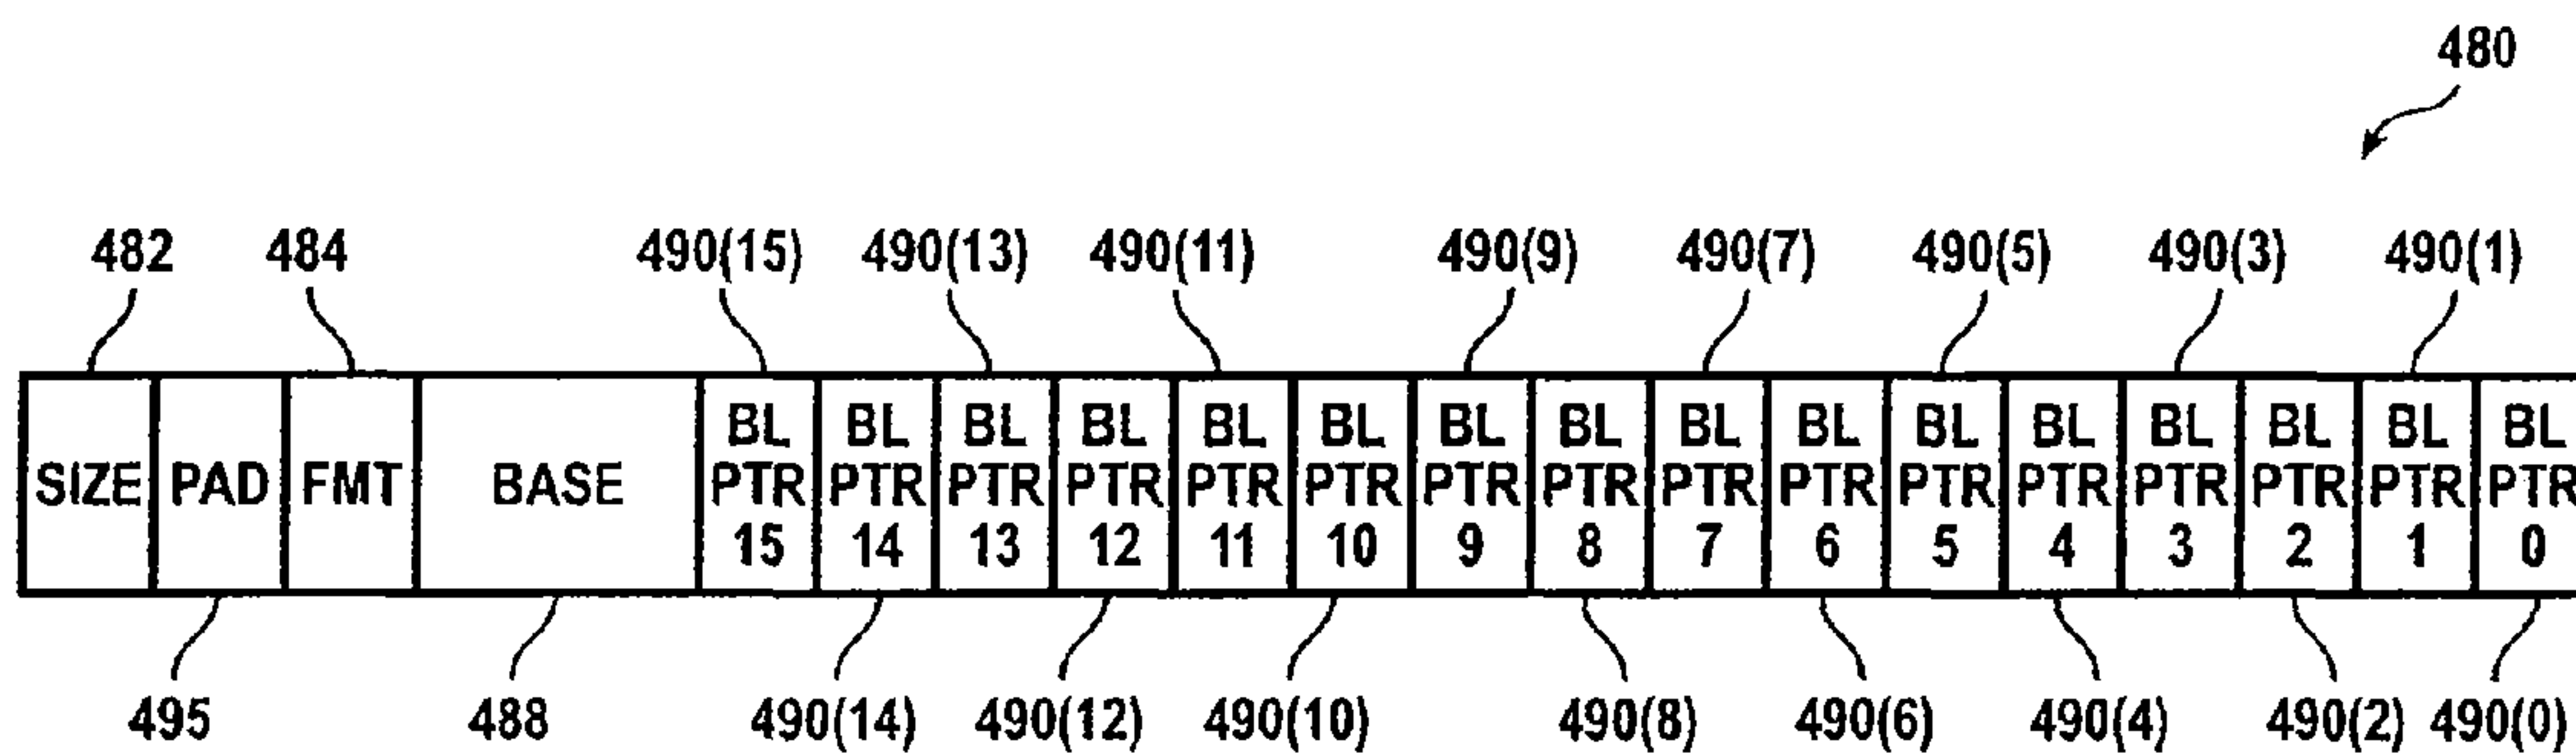 480
482 484 490(15) 490(13) 490(11) 490(9) 490(7) 490(5) 490(3) 490(1)
BL BL BL BL BL BL BL BL BL BL BL BL BL BL BL BL
SIZE PAD FMT BASE PTR PTR PTR PTR PTR PTR PTR PTR PTR PTR PTR PTR PTR PTR PTR PTR
15 14 13 12 11 10 9 8 7 6 5 4 3 2 1 0
495 488 490(14) 490(12) 490(10) 490(8) 490(6) 490(4) 490(2) 490(0)